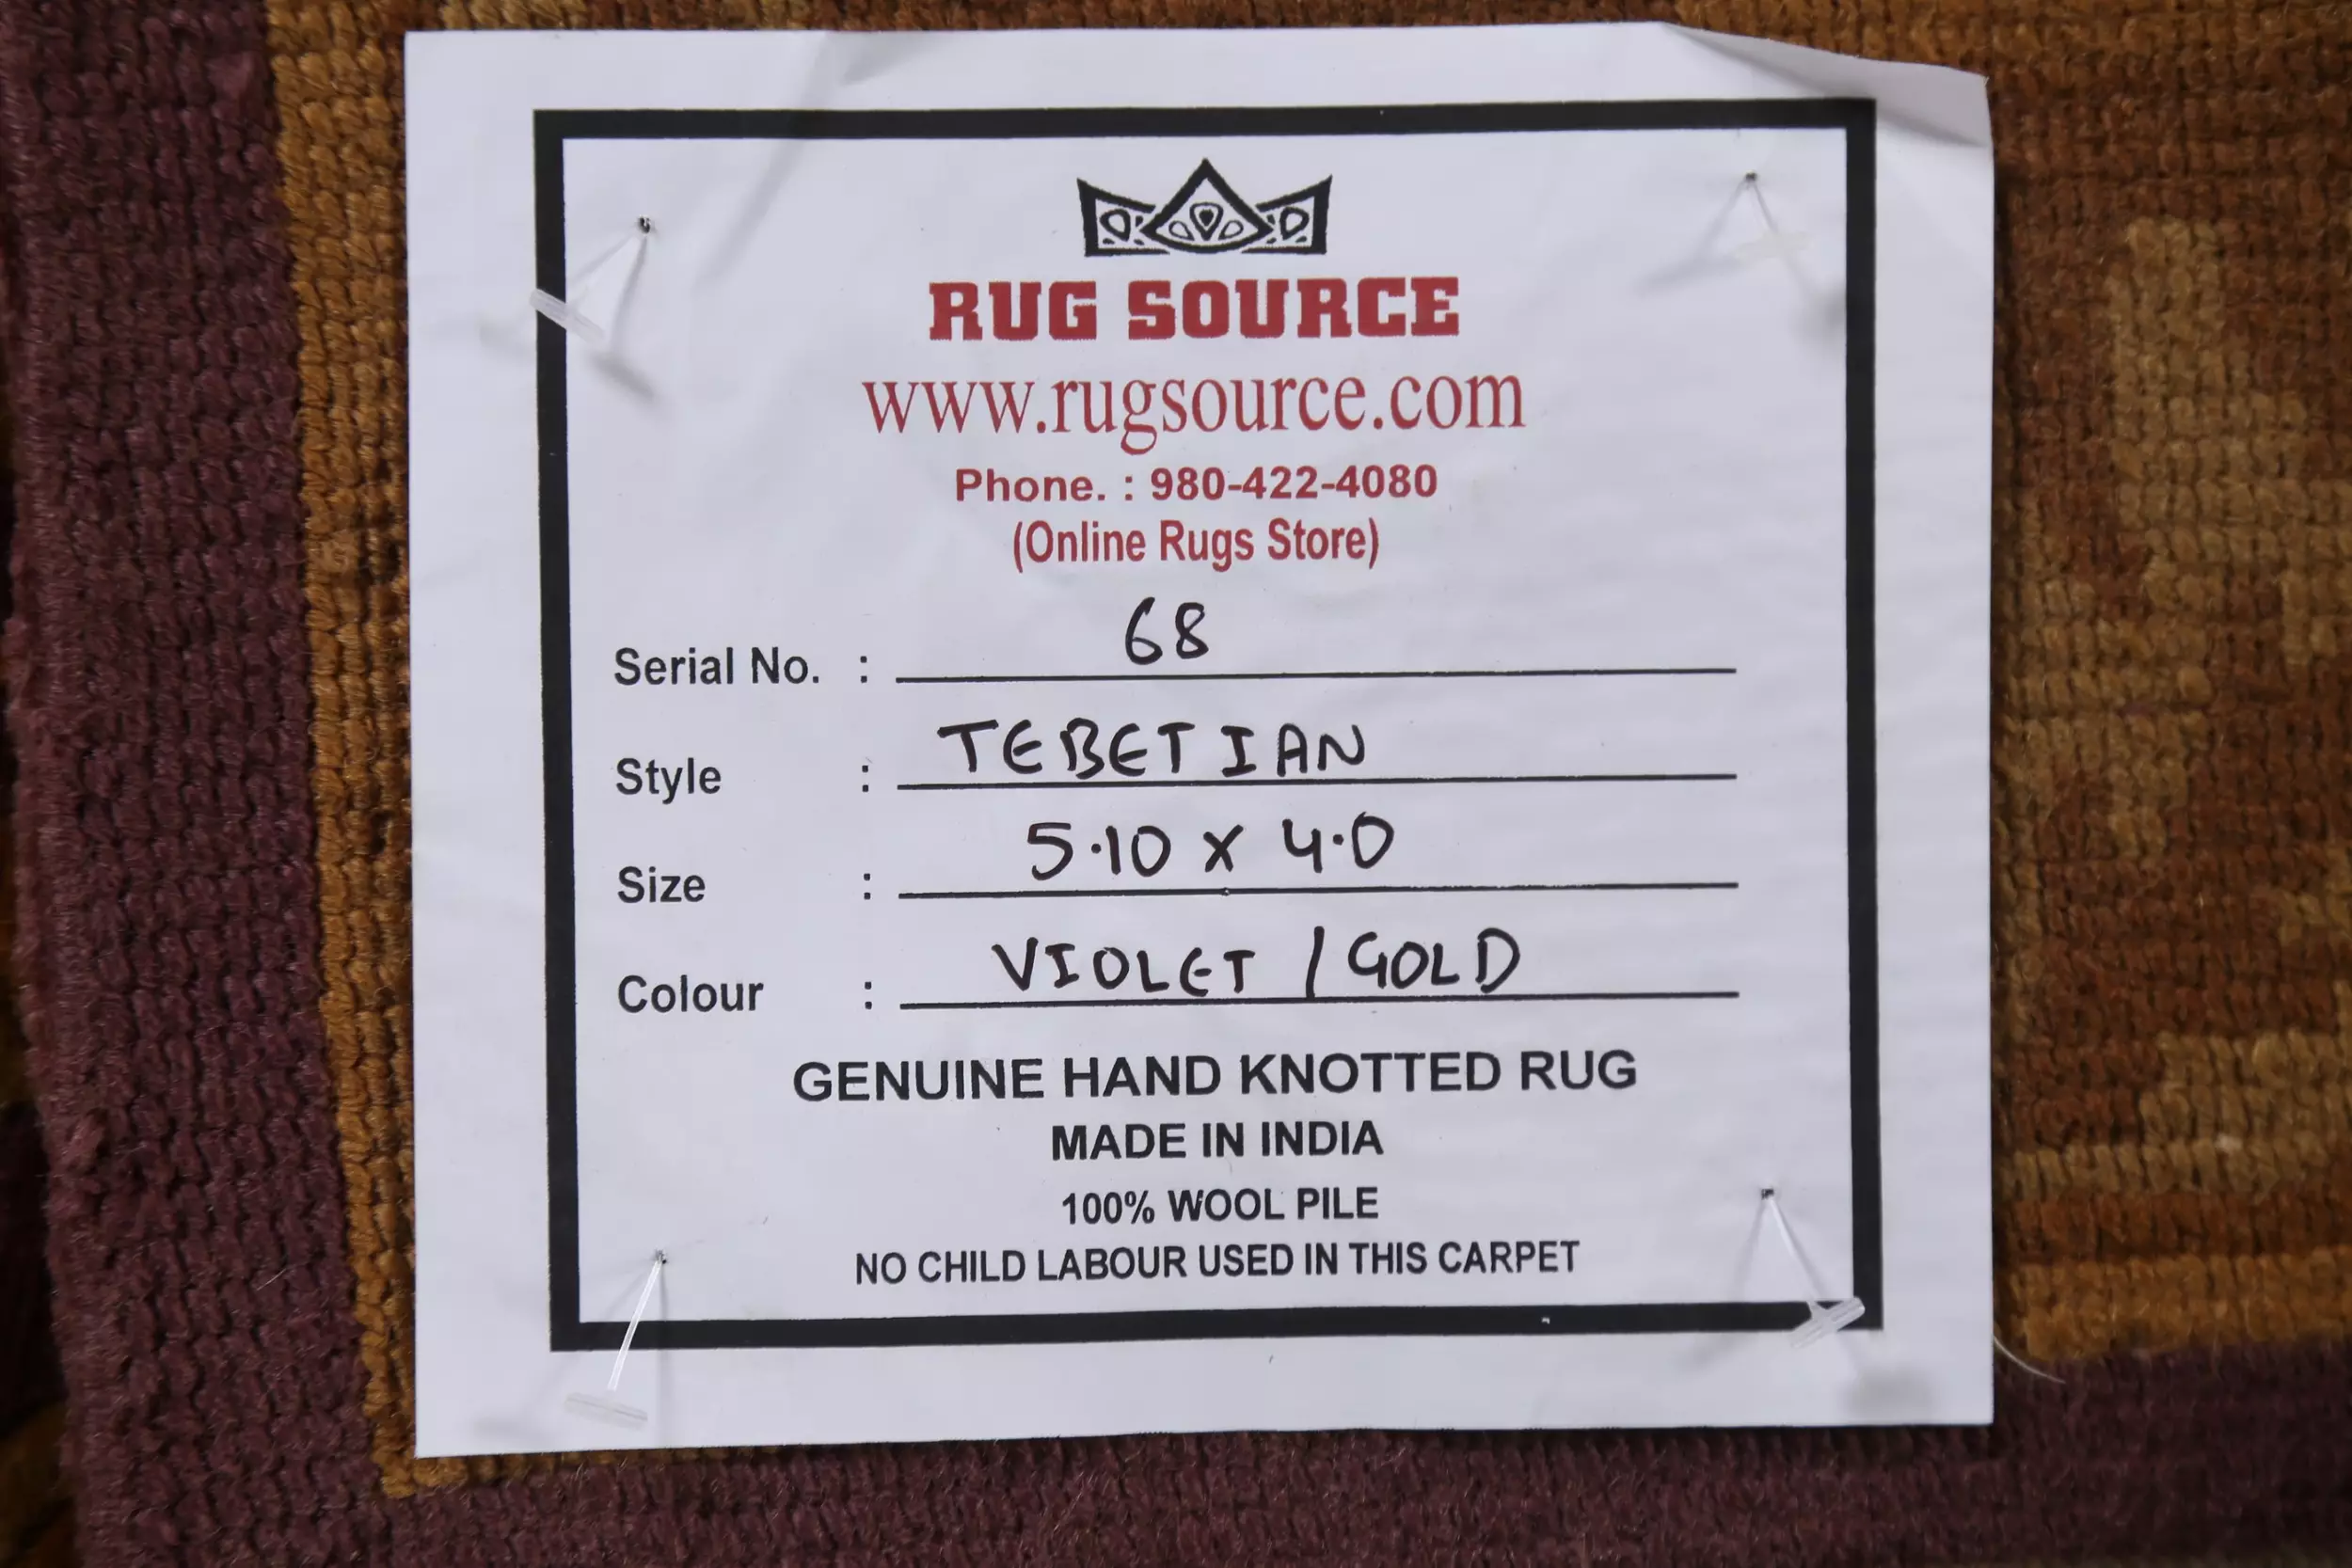 RUG SOURCE
www.rugsource.com
Phone. : 980-422-4080
(Online Rugs Store)
Serial No. : 68
Style : TEBETIAN
Size : 5.10 x 4.0
Colour : VIOLET / GOLD
GENUINE HAND KNOTTED RUG
MADE IN INDIA
100% WOOL PILE
NO CHILD LABOUR USED IN THIS CARPET